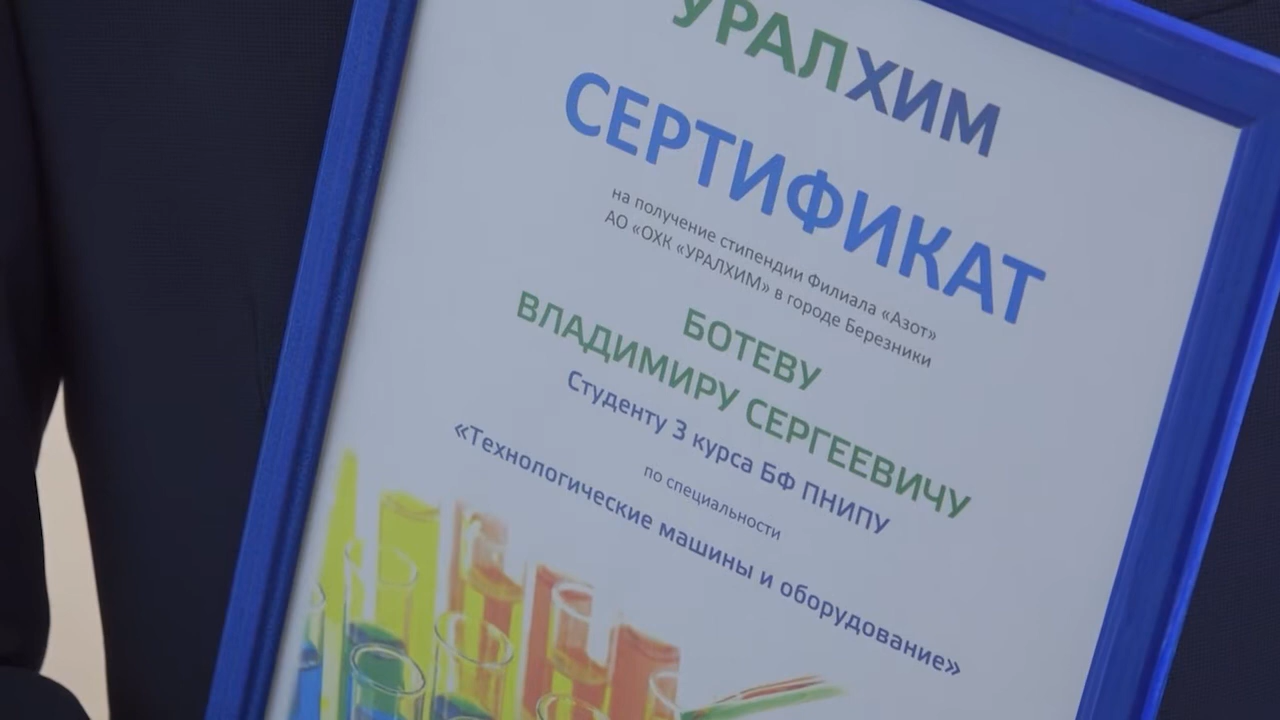 УРАЛХИМ
СЕРТИФИКАТ
на получение стипендии Филиала «Азот»
АО «ОХК «УРАЛХИМ» в городе Березники
БОТЕВУ
ВЛАДИМИРУ СЕРГЕЕВИЧУ
Студенту 3 курса БФ ПНИПУ
по специальности
«Технологические машины и оборудование»